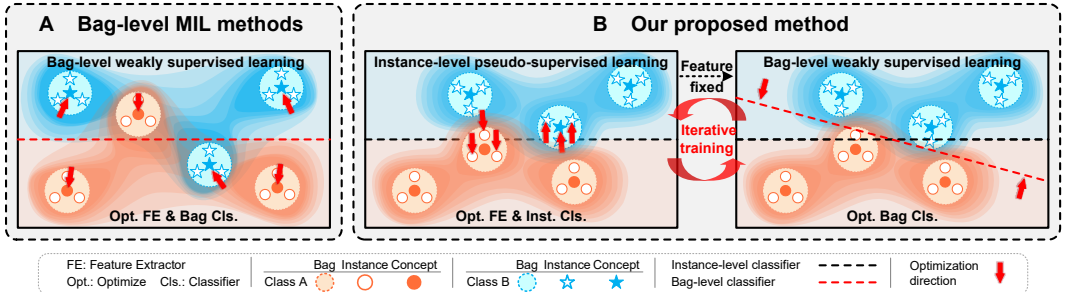 A Bag-level MIL methods
B Our proposed method
Bag-level weakly supervised learning
Opt. FE & Bag Cls.
Instance-level pseudo-supervised learning
Opt. FE & Inst. Cls.
Feature
fixed
Iterative
training
Bag-level weakly supervised learning
Opt. Bag Cls.
FE: Feature Extractor
Opt.: Optimize Cls.: Classifier
Bag Instance Concept
Class A
Bag Instance Concept
Class B
Instance-level classifier
Bag-level classifier
Optimization
direction